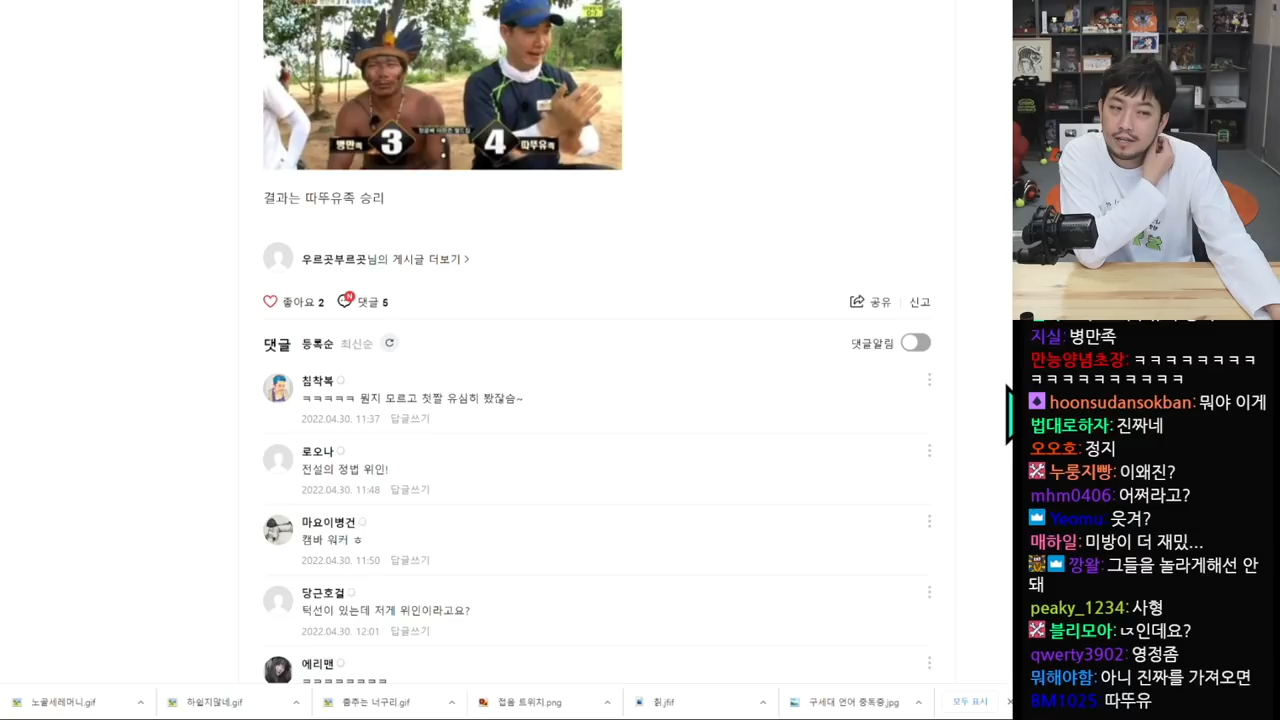 병만족 3 : 4 따뚜유족
결과는 따뚜유족 승리
우르곳부르곳님의 게시글 더보기 >
좋아요 2 댓글 5
공유 신고
댓글 등록순 최신순
댓글알림
침착복
ㅋㅋㅋㅋㅋ 뭔지 모르고 첫짤 유심히 봤잖슴~
2022.04.30. 11:37 답글쓰기
로오나
전설의 정법 위인!
2022.04.30. 11:48 답글쓰기
마요이병건
캠바 워커 ㅎ
2022.04.30. 11:50 답글쓰기
당근호걸
턱선이 있는데 저게 위인이라고요?
2022.04.30. 12:01 답글쓰기
에리맨
노골세레머니.gif
하쉽지않네.gif
춤추는 너구리.gif
접을 트위치.png
췱.jfif
구세대 언어 중독증.jpg
모두 표시
지실: 병만족
만능양념초장: ㅋㅋㅋㅋㅋㅋㅋㅋ
ㅋㅋㅋㅋㅋㅋㅋㅋㅋㅋ
hoonsudansokban: 뭐야 이게
법대로하자: 진짜네
오오호: 정지
누룽지빵: 이왜진?
mhm0406: 어쩌라고?
Yeomu: 웃겨?
매하일: 미방이 더 재밌...
깡왈: 그들을 놀라게해선 안
돼
peaky_1234: 사형
블리모아: ㄴㅈ인데요?
qwerty3902: 영정좀
뭐해야함: 아니 진짜를 가져오면
BM1025: 따뚜유